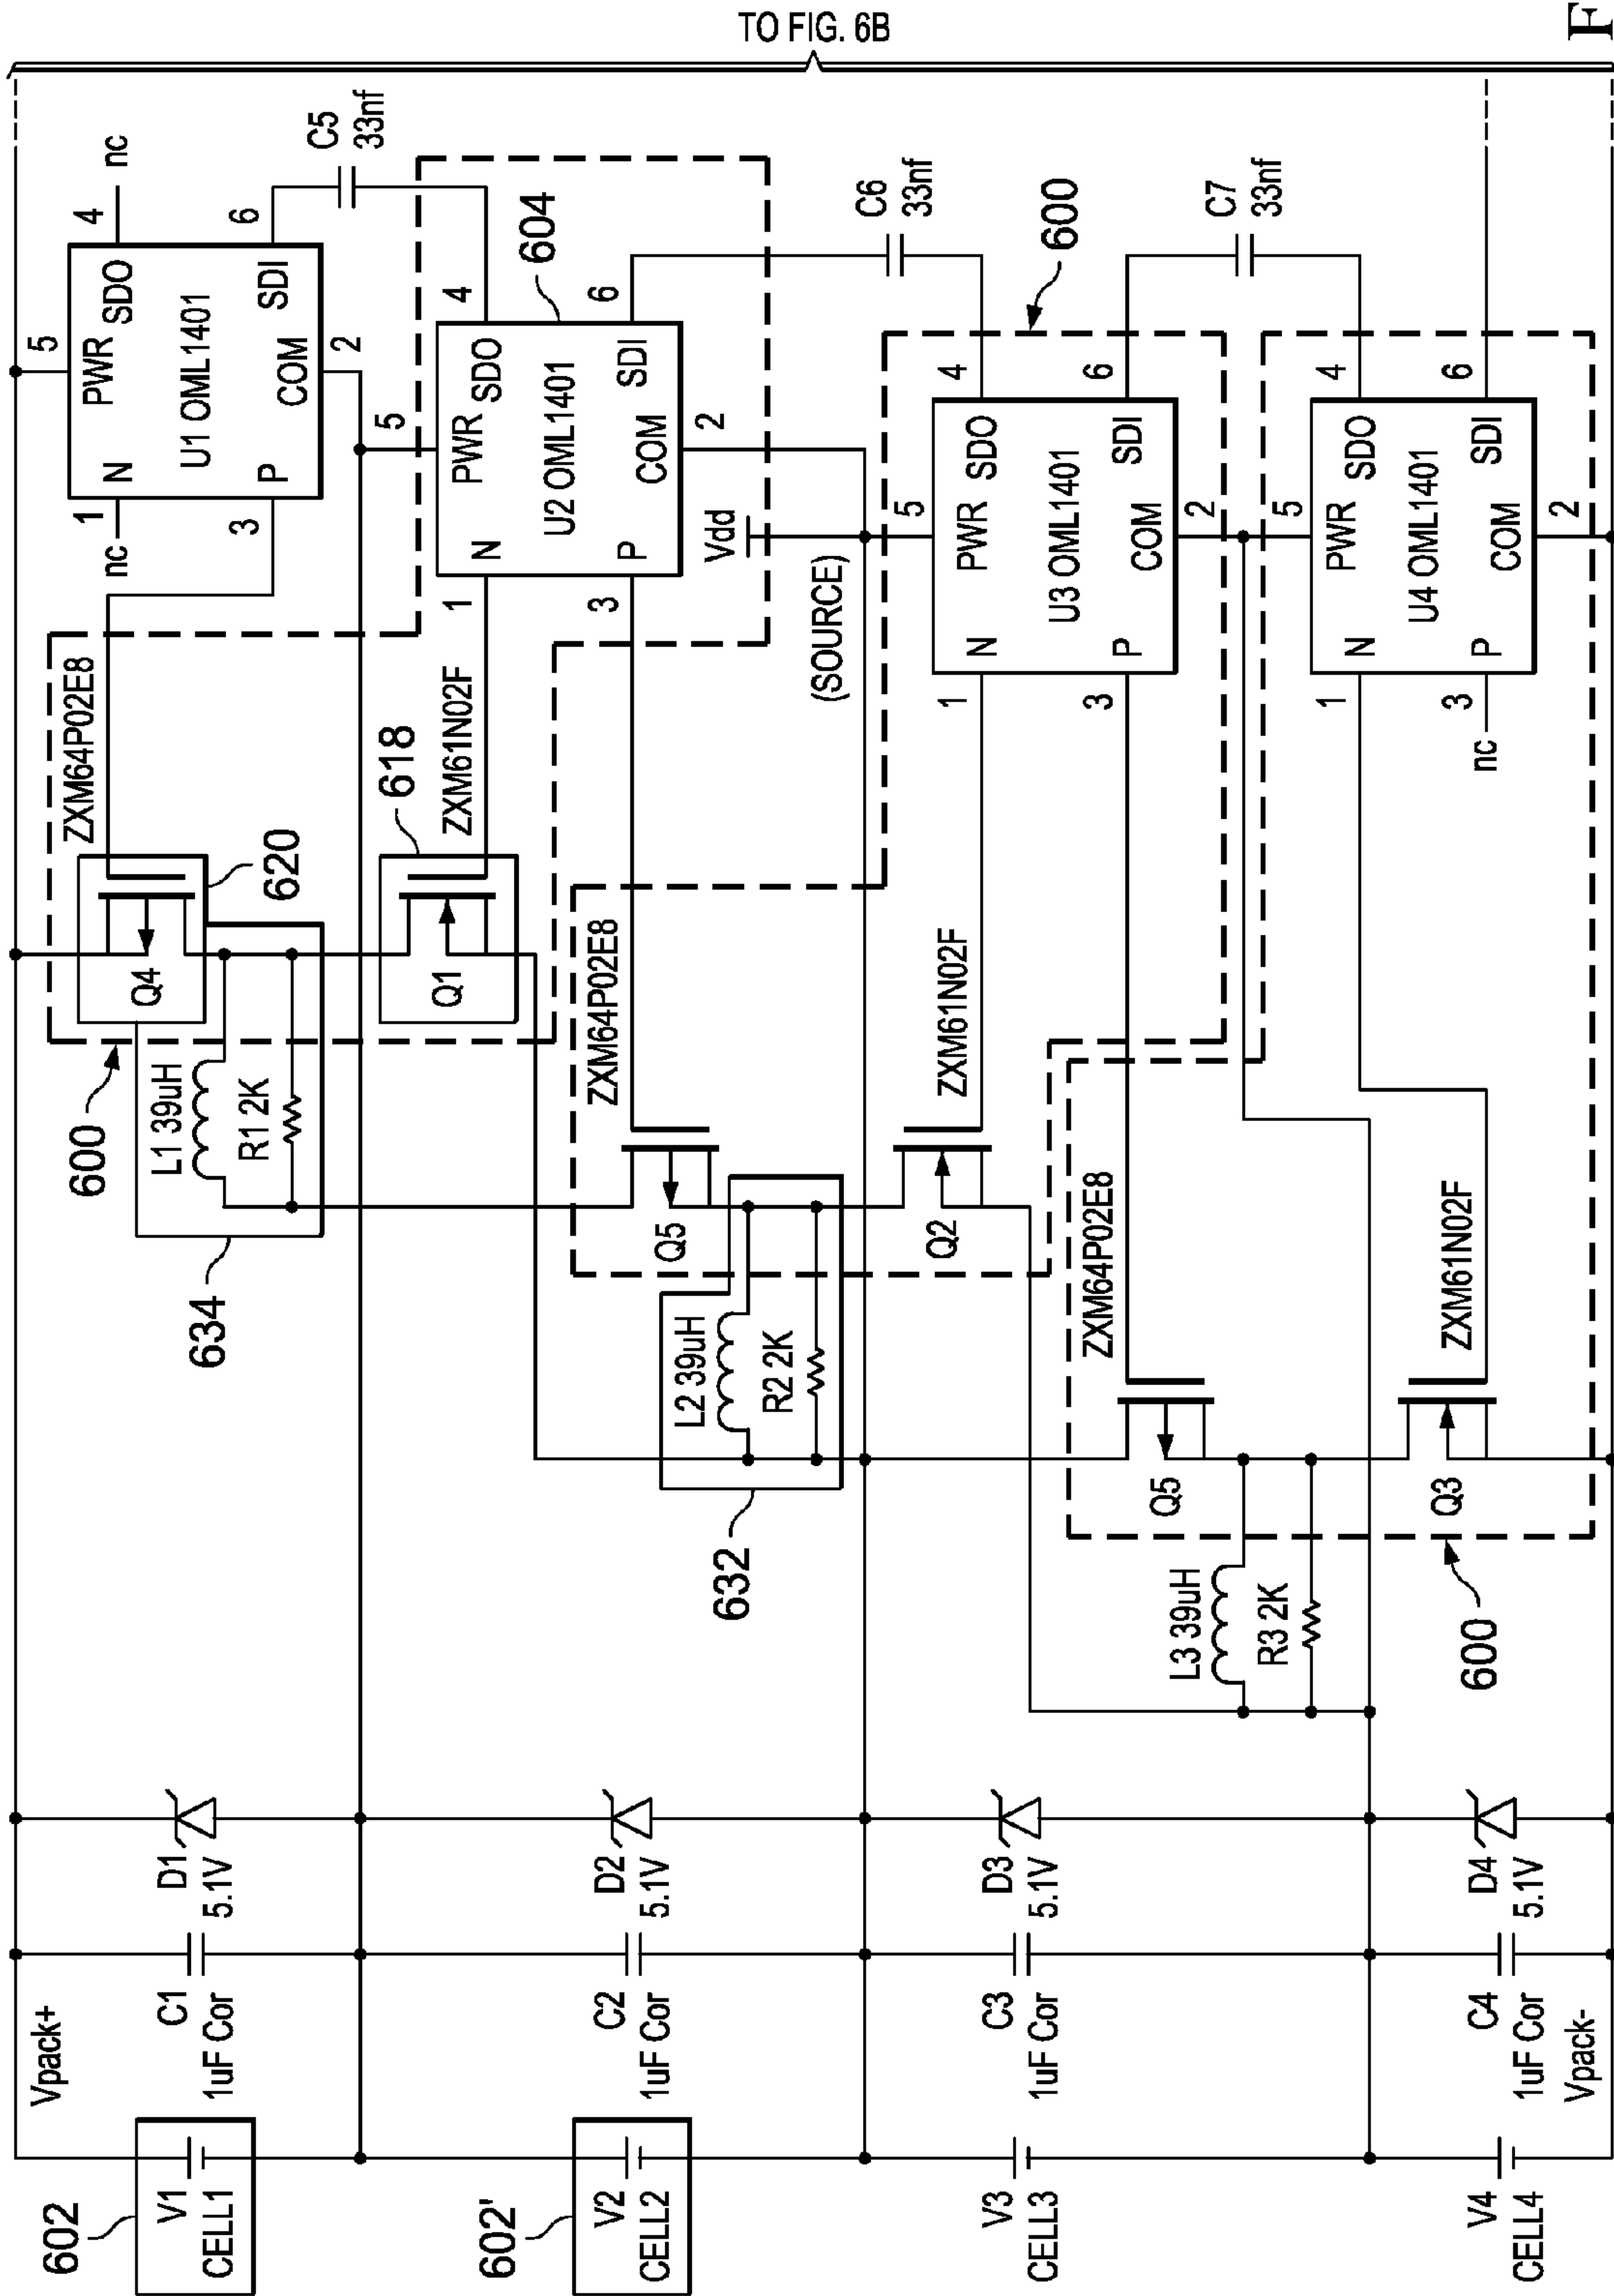 TO FIG. 6B
F
5
4
nc
PWR
SDO
N
U1 OML1401
P
COM
SDI
1
nc
3
2
6
C5
33nf
ZXM64P02E8
620
Q4
600
L1 39uH
R1 2K
634
618
Q1
ZXM61N02F
604
5
4
PWR
SDO
N
U2 OML1401
P
COM
SDI
1
3
2
6
Vdd
(SOURCE)
C6
33nf
600
ZXM64P02E8
Q5
L2 39uH
R2 2K
632
Q2
ZXM61N02F
5
4
PWR
SDO
N
U3 OML1401
P
COM
SDI
1
3
2
6
C7
33nf
ZXM64P02E8
Q5
L3 39uH
R3 2K
600
Q3
ZXM61N02F
5
4
PWR
SDO
N
U4 OML1401
P
COM
SDI
1
3
nc
2
6
Vpack+
602
V1
CELL1
C1
1uF Cor
D1
5.1V
602'
V2
CELL2
C2
1uF Cor
D2
5.1V
V3
CELL3
C3
1uF Cor
D3
5.1V
V4
CELL4
C4
1uF Cor
D4
5.1V
Vpack-